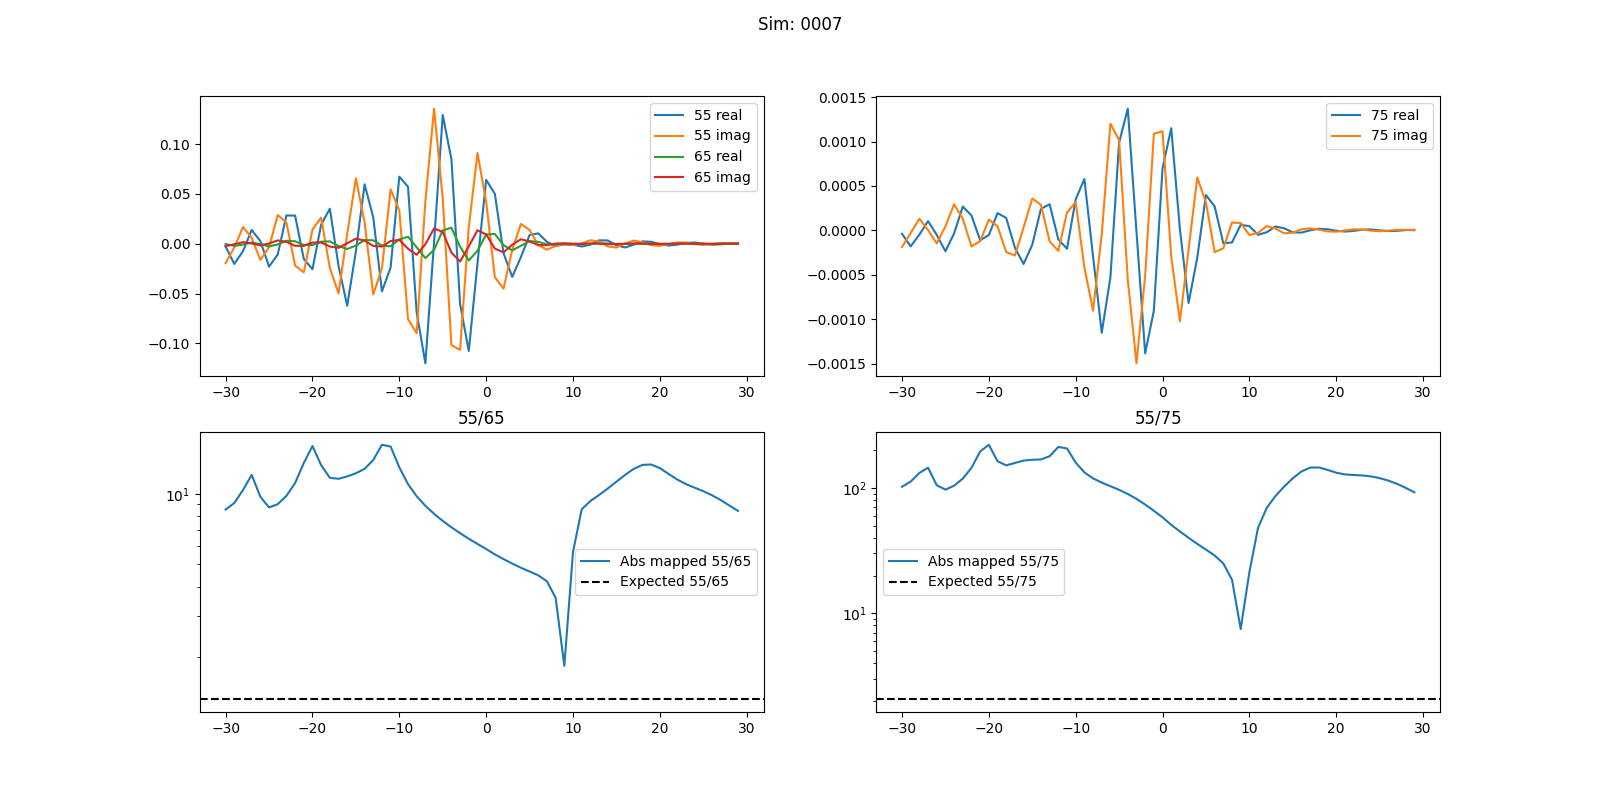 Sim: 0007
55 real
55 imag
65 real
65 imag
0.10
0.05
0.00
−0.05
−0.10
−30 −20 −10 0 10 20 30
75 real
75 imag
0.0015
0.0010
0.0005
0.0000
−0.0005
−0.0010
−0.0015
−30 −20 −10 0 10 20 30
55/65
10¹
Abs mapped 55/65
Expected 55/65
−30 −20 −10 0 10 20 30
55/75
10²
10¹
Abs mapped 55/75
Expected 55/75
−30 −20 −10 0 10 20 30